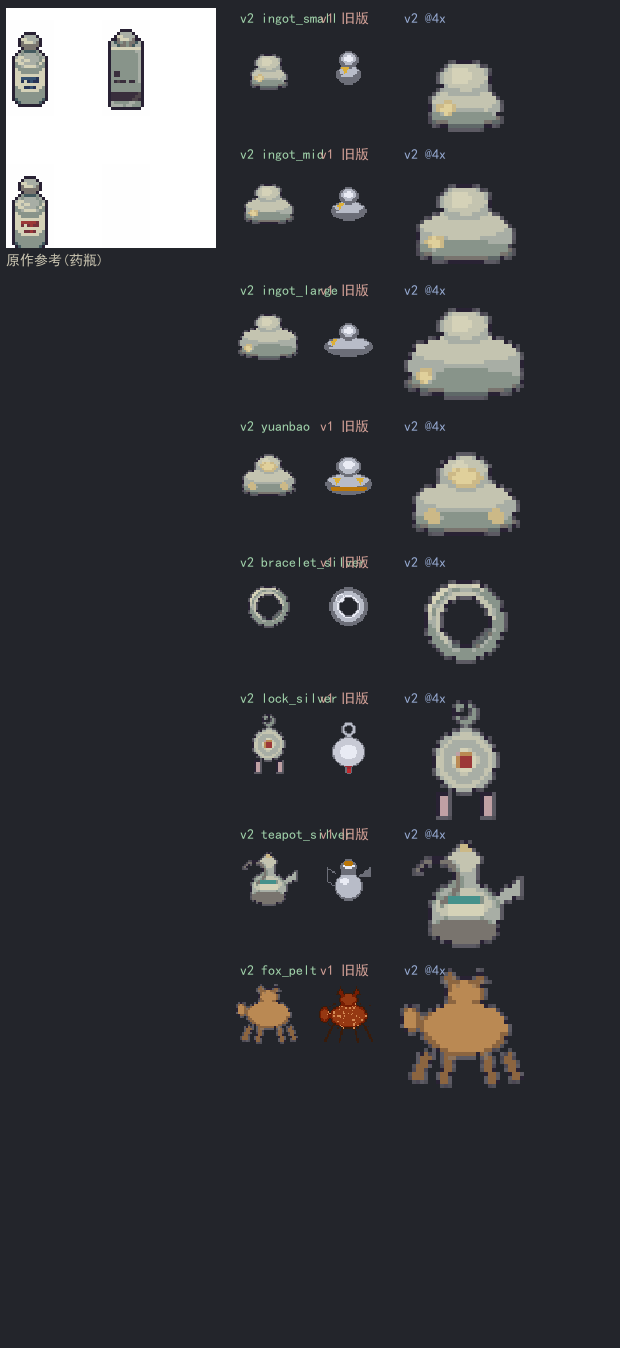 v2 ingot_small v1 旧版 v2 @4x
v2 ingot_mid v1 旧版 v2 @4x
原作参考(药瓶)
v2 ingot_large v1 旧版 v2 @4x
v2 yuanbao v1 旧版 v2 @4x
v2 bracelet_silver v1 旧版 v2 @4x
v2 lock_silver v1 旧版 v2 @4x
v2 teapot_silver v1 旧版 v2 @4x
v2 fox_pelt v1 旧版 v2 @4x